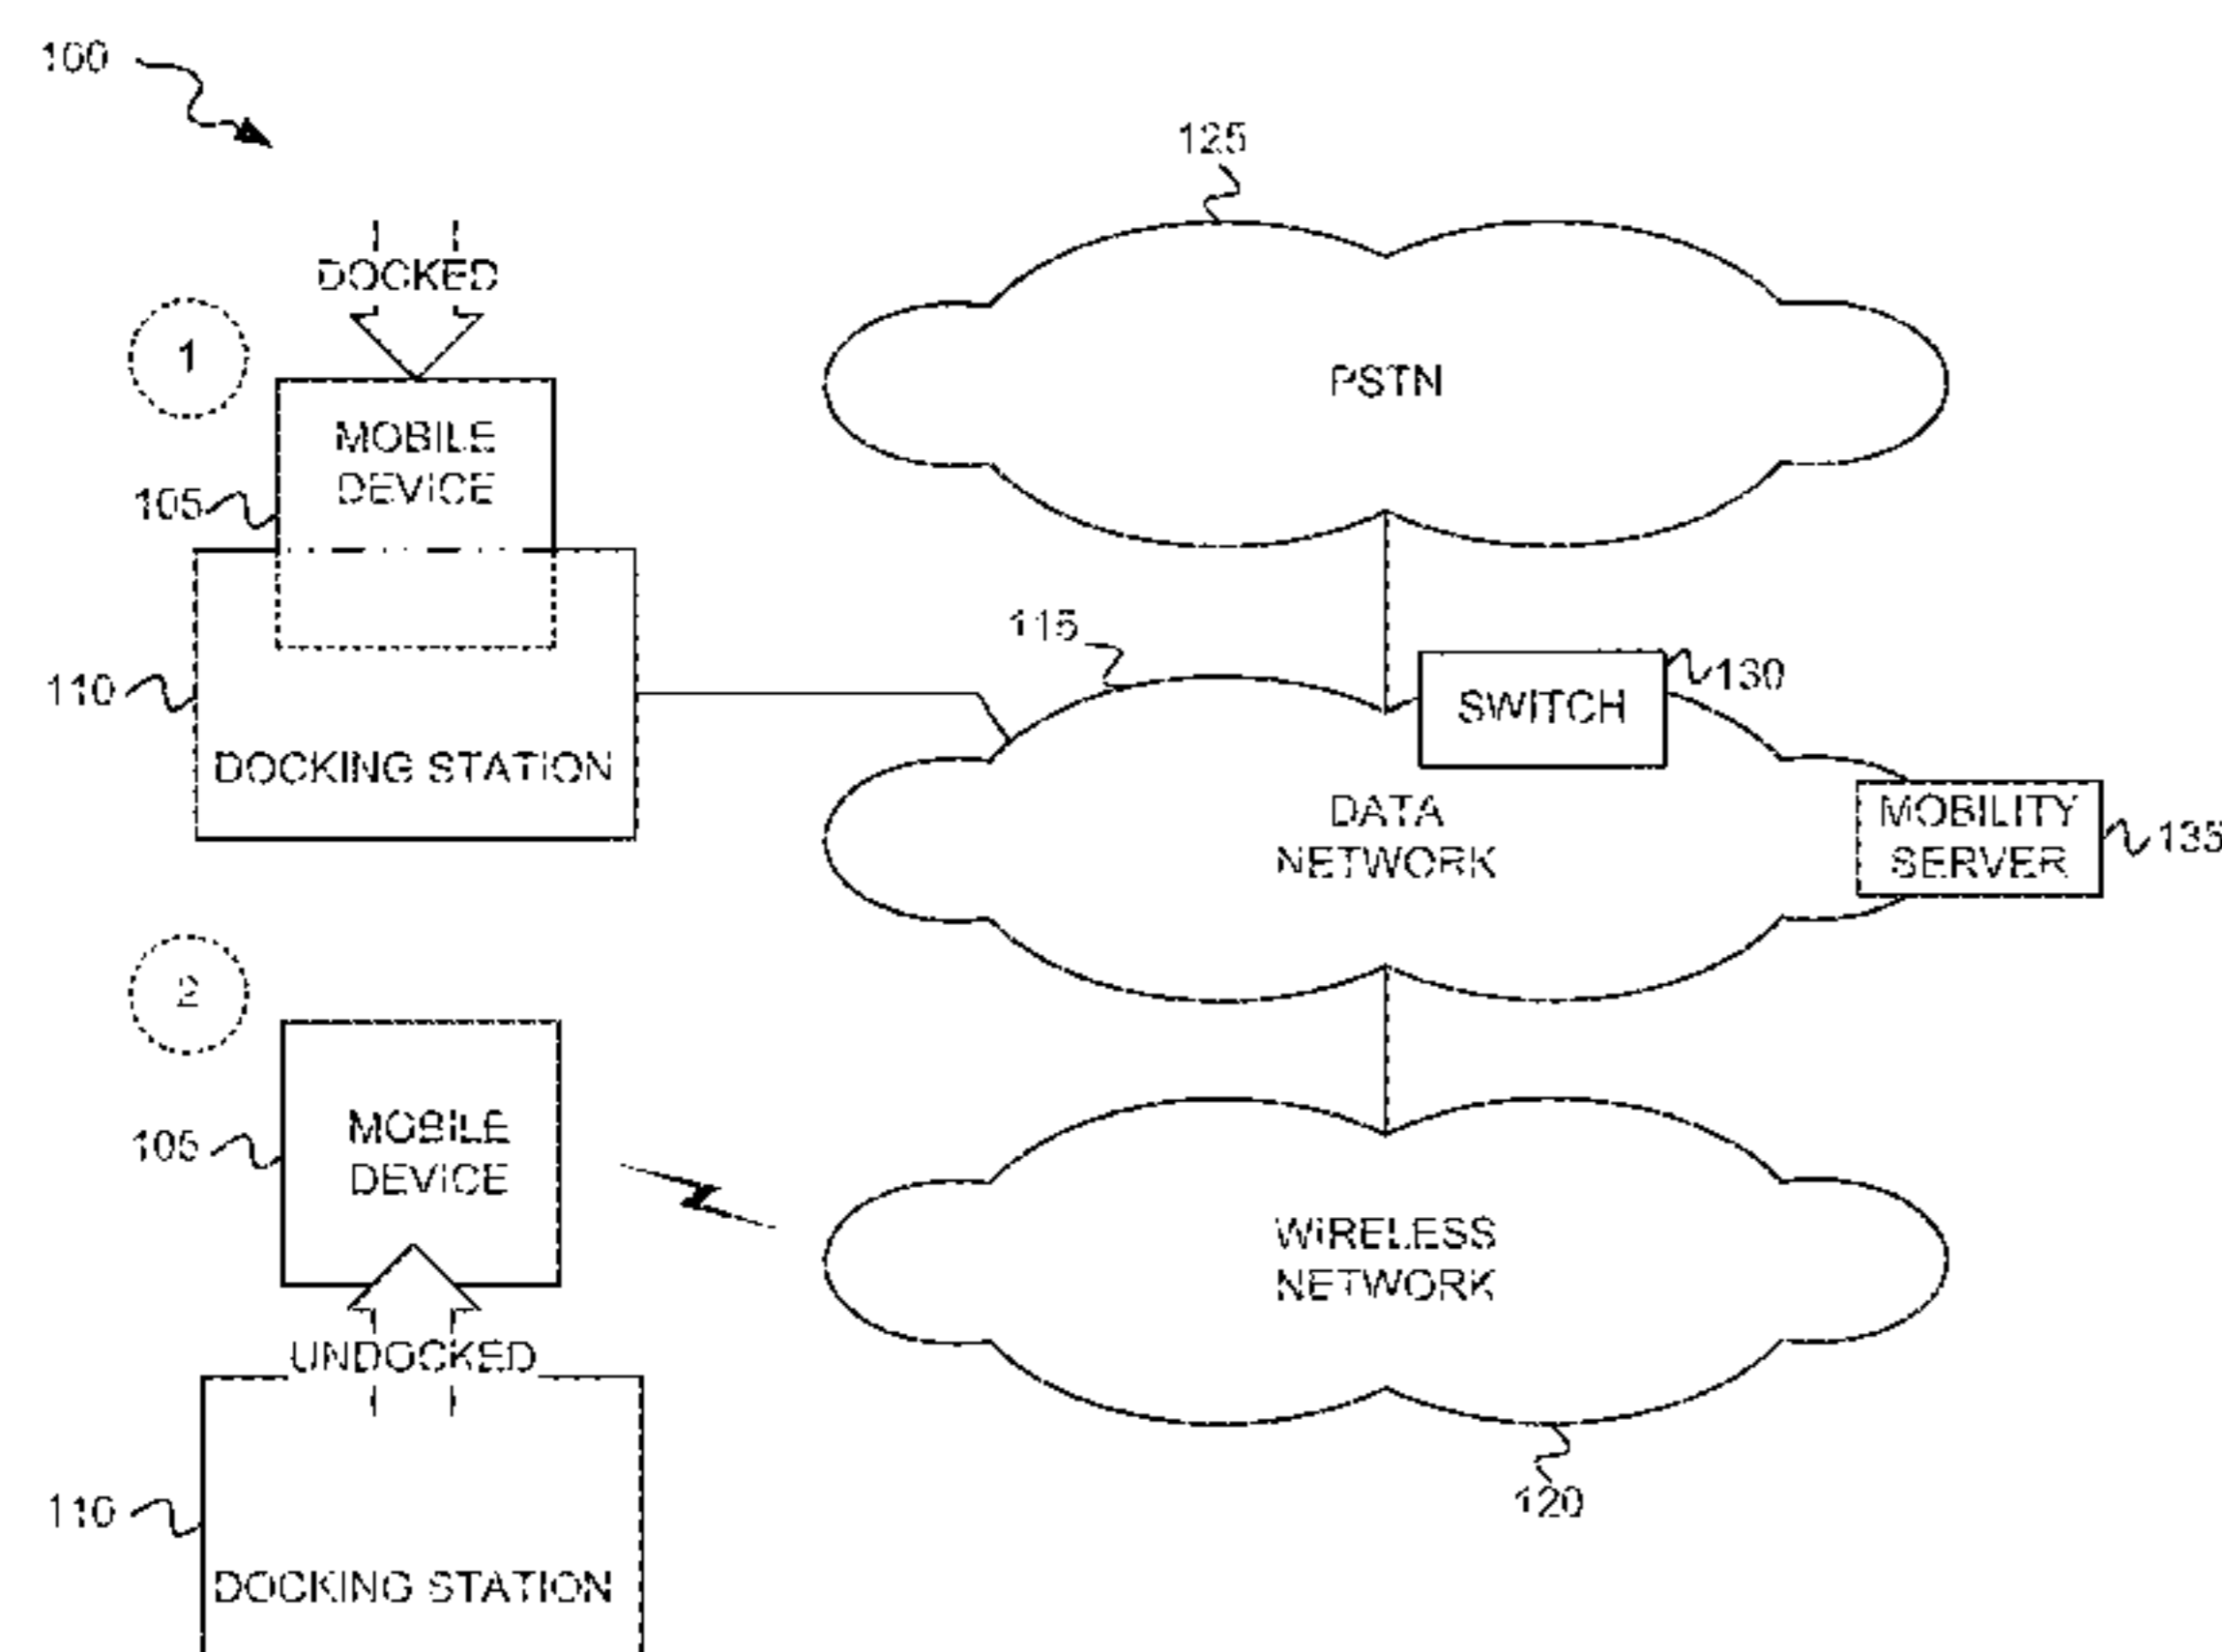 100
125
DOCKED
1
MOBILE
DEVICE
PSTN
105
115
110
SWITCH
130
DOCKING STATION
DATA
NETWORK
MOBILITY
SERVER
135
2
MOBILE
DEVICE
105
WIRELESS
NETWORK
UNDOCKED
120
110
DOCKING STATION